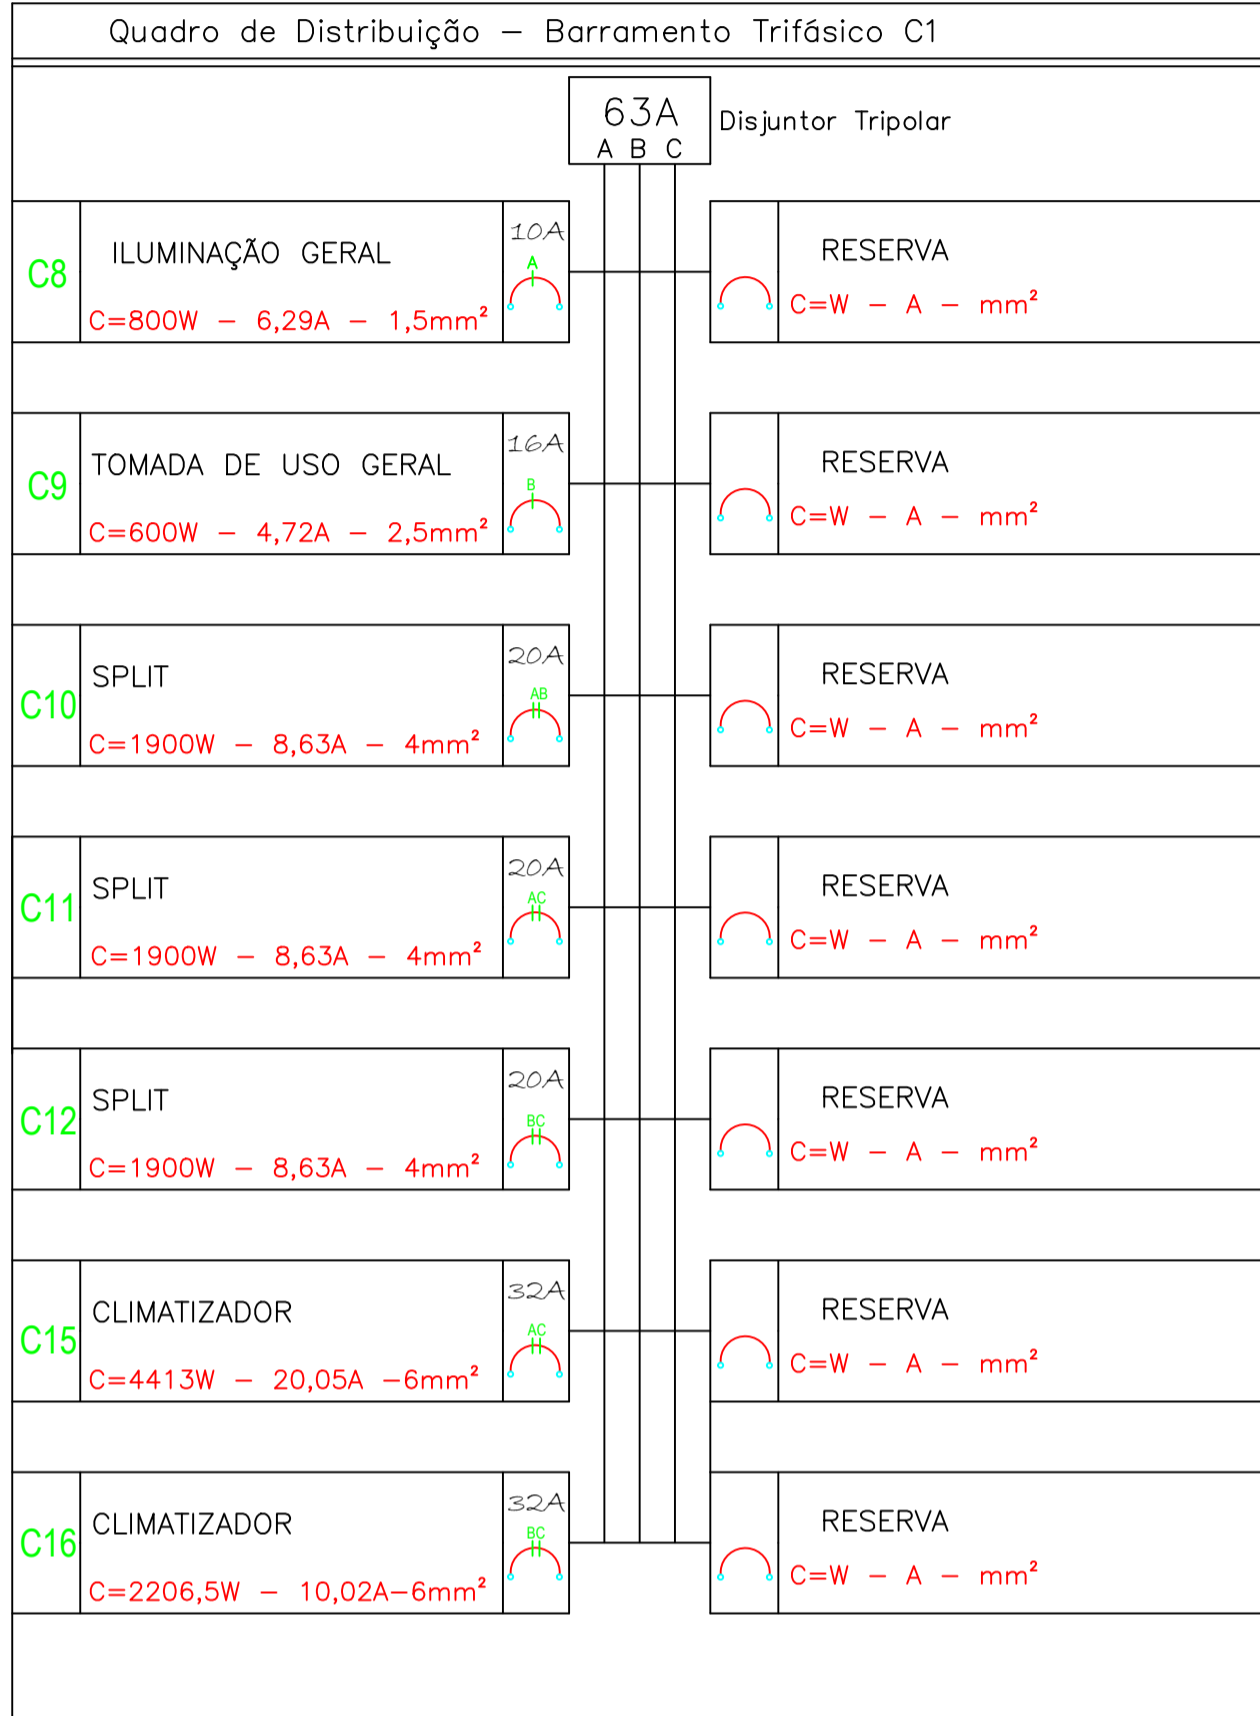 Quadro de Distribuição – Barramento Trifásico C1
63A
A B C
Disjuntor Tripolar
C8
ILUMINAÇÃO GERAL
C=800W – 6,29A – 1,5mm²
10A
A
RESERVA
C=W – A – mm²
C9
TOMADA DE USO GERAL
C=600W – 4,72A – 2,5mm²
16A
B
RESERVA
C=W – A – mm²
C10
SPLIT
C=1900W – 8,63A – 4mm²
20A
AB
RESERVA
C=W – A – mm²
C11
SPLIT
C=1900W – 8,63A – 4mm²
20A
AC
RESERVA
C=W – A – mm²
C12
SPLIT
C=1900W – 8,63A – 4mm²
20A
BC
RESERVA
C=W – A – mm²
C15
CLIMATIZADOR
C=4413W – 20,05A –6mm²
32A
AC
RESERVA
C=W – A – mm²
C16
CLIMATIZADOR
C=2206,5W – 10,02A–6mm²
32A
BC
RESERVA
C=W – A – mm²